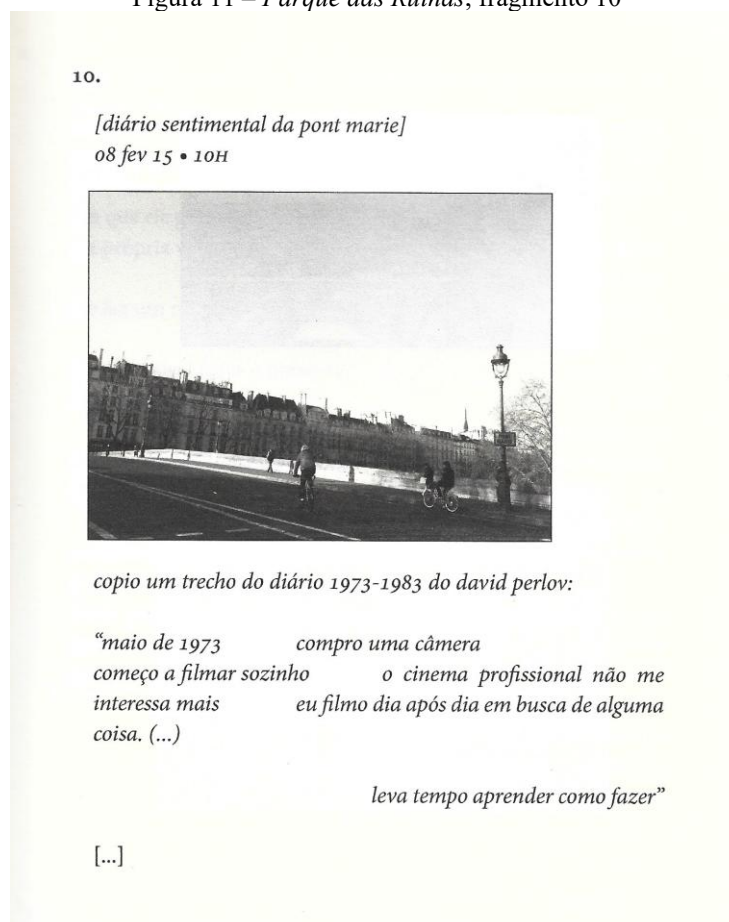 Figura 11 – Parque das Ruínas, fragmento 10
10.
[diário sentimental da pont marie]
08 fev 15 • 10H
copio um trecho do diário 1973-1983 do david perlov:
“maio de 1973 compro uma câmera
começo a filmar sozinho o cinema profissional não me
interessa mais eu filmo dia após dia em busca de alguma
coisa. (...)
leva tempo aprender como fazer”
[...]